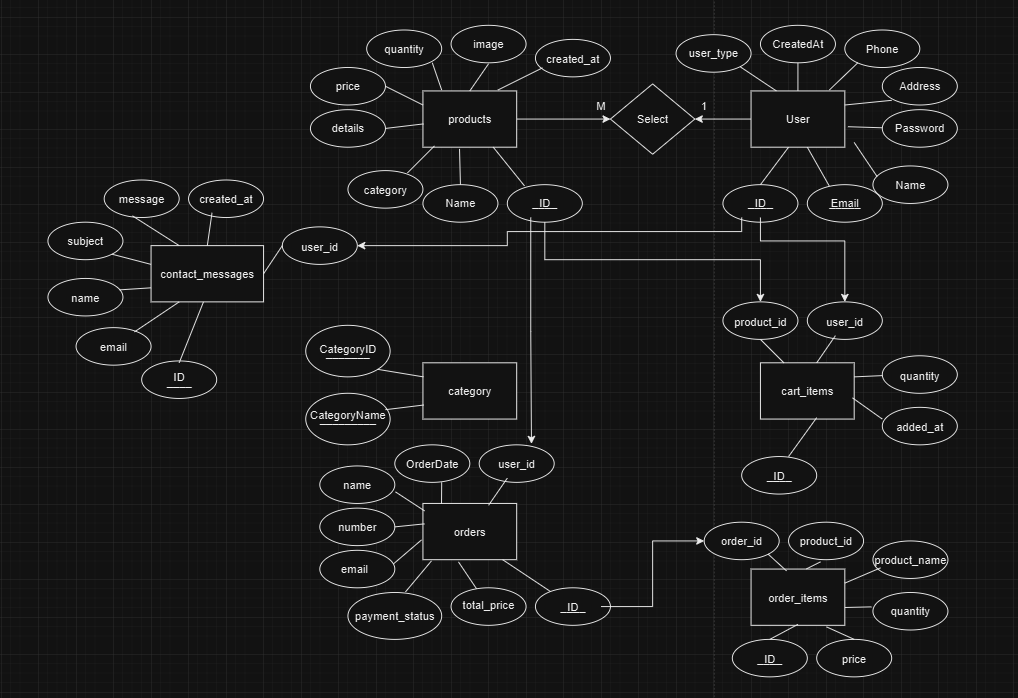 quantity
image
created_at
price
details
products
category
Name
ID
M
Select
1
user_type
CreatedAt
Phone
Address
Password
Name
User
ID
Email
message
created_at
subject
user_id
contact_messages
name
email
ID
product_id
user_id
cart_items
quantity
added_at
ID
CategoryID
category
CategoryName
OrderDate
user_id
name
number
orders
email
payment_status
total_price
ID
order_id
product_id
product_name
order_items
quantity
ID
price